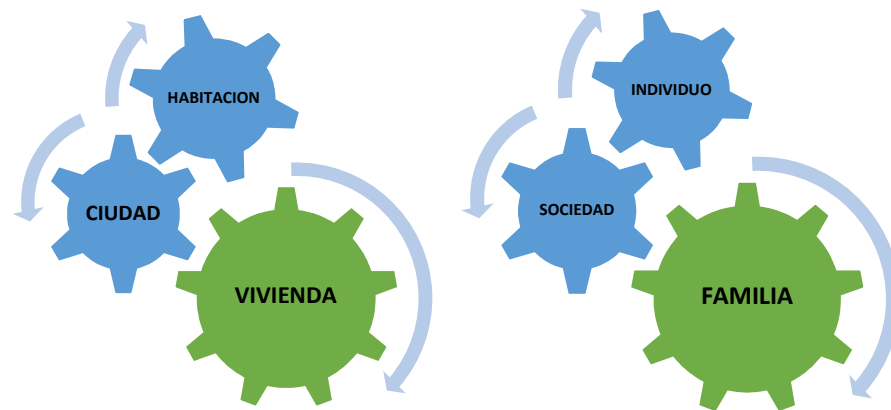 HABITACION
CIUDAD
VIVIENDA
INDIVIDUO
SOCIEDAD
FAMILIA